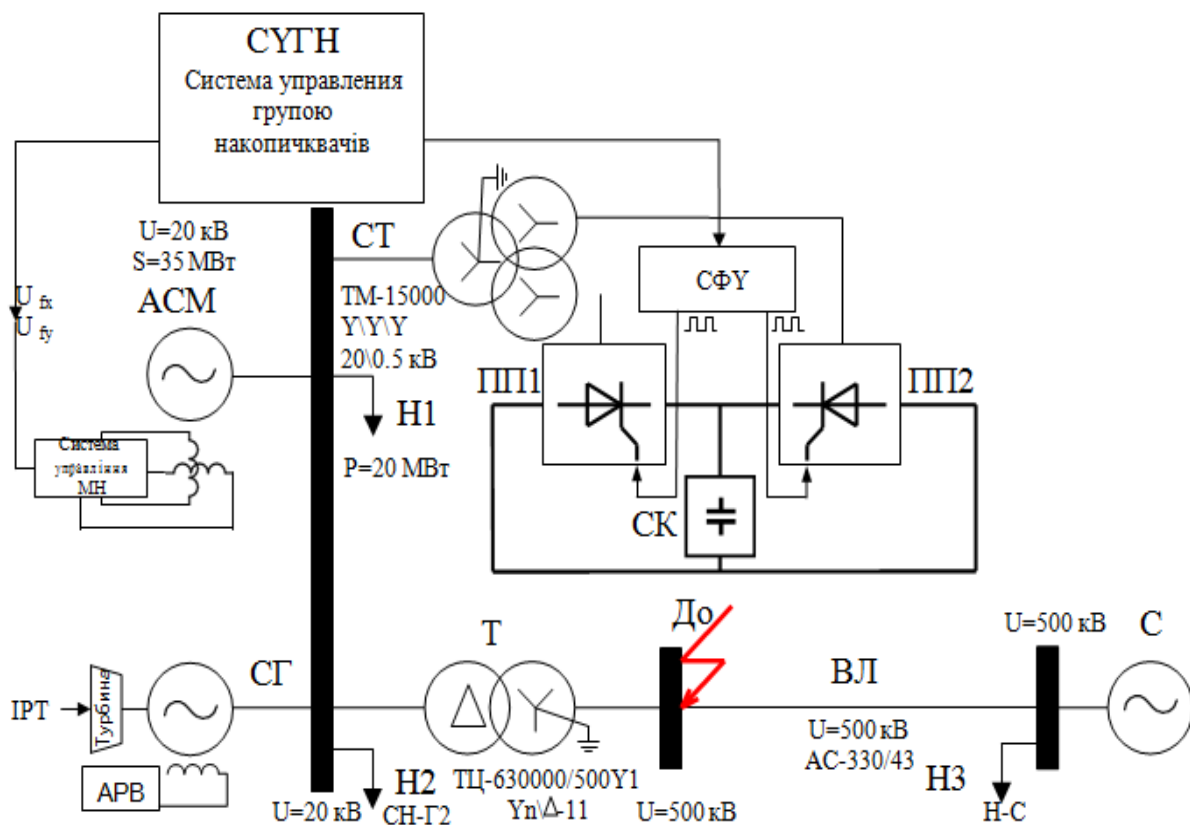 СУГН
Система управления
групою
накопичквачів
U=20 кВ
S=35 МВт
АСМ
U fx
U fy
СТ
ТМ-15000
Y\Y\Y
20\0.5 кВ
СФУ
ПП1
ПП2
Н1
P=20 МВт
СК
Система
управління
МН
До
Т
U=500 кВ
С
СГ
ВЛ
ІРТ
Турбина
U=500 кВ
АС-330/43
АРВ
Н2
ТЦ-630000/500У1
Н3
U=20 кВ
СН-Г2
Yn\Δ-11
U=500 кВ
Н-С